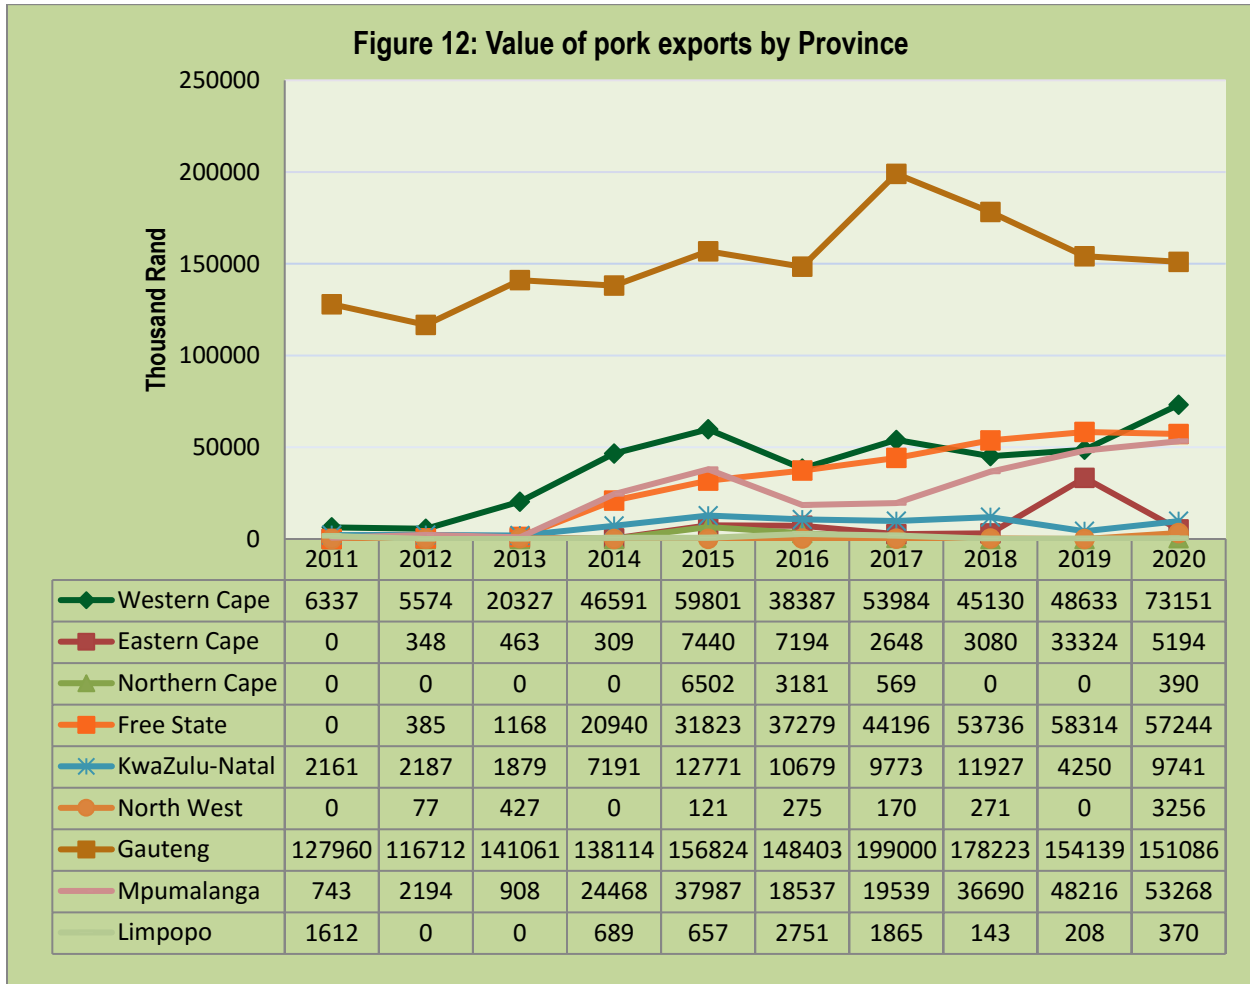 Figure 12: Value of pork exports by Province
250000
200000
150000
100000
50000
0
Thousand Rand
2011 2012 2013 2014 2015 2016 2017 2018 2019 2020
Western Cape 6337 5574 20327 46591 59801 38387 53984 45130 48633 73151
Eastern Cape 0 348 463 309 7440 7194 2648 3080 33324 5194
Northern Cape 0 0 0 0 6502 3181 569 0 0 390
Free State 0 385 1168 20940 31823 37279 44196 53736 58314 57244
KwaZulu-Natal 2161 2187 1879 7191 12771 10679 9773 11927 4250 9741
North West 0 77 427 0 121 275 170 271 0 3256
Gauteng 127960 116712 141061 138114 156824 148403 199000 178223 154139 151086
Mpumalanga 743 2194 908 24468 37987 18537 19539 36690 48216 53268
Limpopo 1612 0 0 689 657 2751 1865 143 208 370